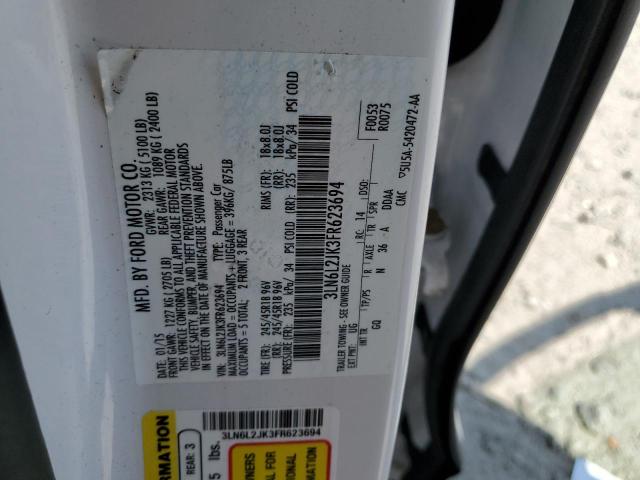 MFD. BY FORD MOTOR CO.
DATE: 01/15 GVWR: 2313 KG ( 5100 LB)
FRONT GAWR: 1227 KG ( 2705 LB) REAR GAWR: 1089 KG ( 2400 LB)
THIS VEHICLE CONFORMS TO ALL APPLICABLE FEDERAL MOTOR
VEHICLE SAFETY, BUMPER, AND THEFT PREVENTION STANDARDS
IN EFFECT ON THE DATE OF MANUFACTURE SHOWN ABOVE.
VIN: 3LN6L2JK3FR623694 TYPE: Passenger Car
MAXIMUM LOAD = OCCUPANTS + LUGGAGE = 396KG/ 875LB
OCCUPANTS = 5 TOTAL; 2 FRONT, 3 REAR
TIRE (FR): 245/45R18 96V RIMS (FR): 18x8.0J
(RR): 245/45R18 96V (RR): 18x8.0J
PRESSURE (FR): 235 kPa/ 34 PSI COLD (RR): 235 kPa/ 34 PSI COLD
3LN6L2JK3FR623694
F0053
R0075
TRAILER TOWING - SEE OWNER GUIDE
EXT PNT: UG RC: 14 DSO:
INT TR TP/PS R AXLE TR SPR
GQ N 36 A DDAA
CMC
5U5A-5420472-AA
3LN6L2JK3FR623694
REAR: 3
lbs.